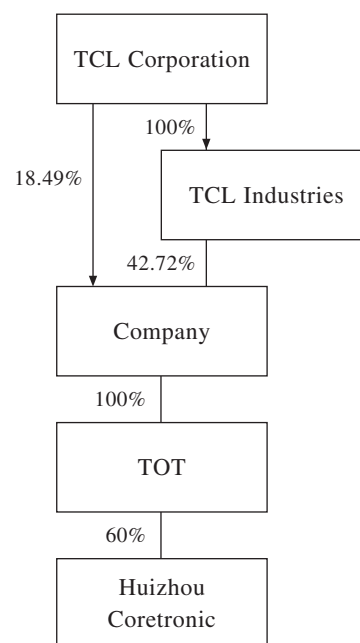 TCL Corporation
100%
18.49%
TCL Industries
42.72%
Company
100%
TOT
60%
Huizhou
Coretronic